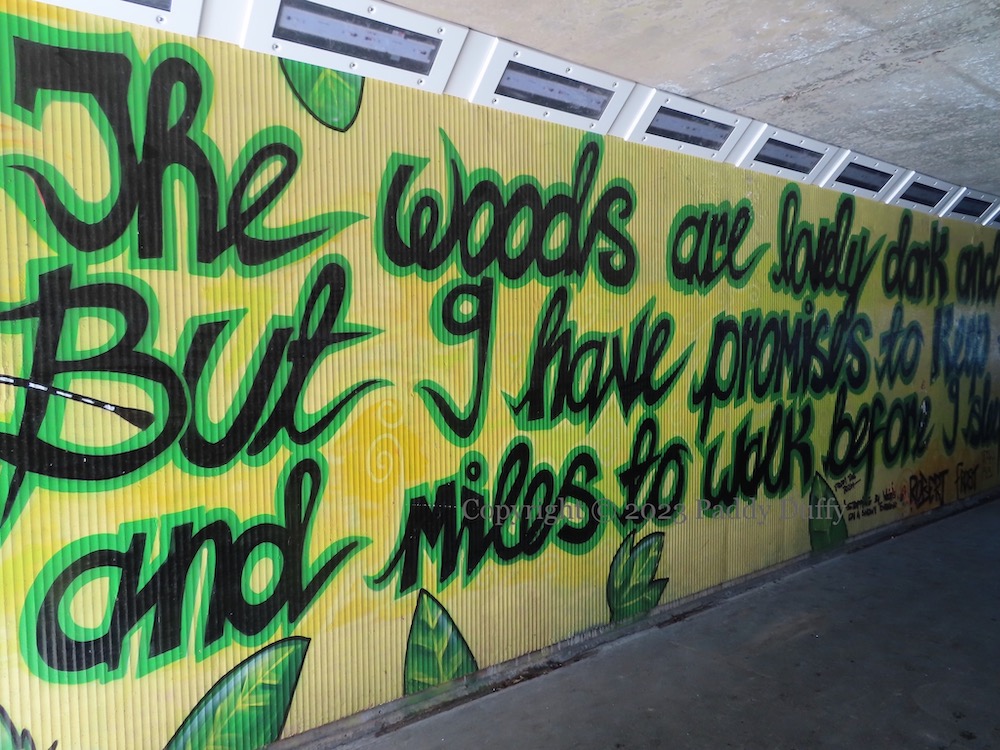 The woods are lovely dark and
But I have promises to keep
and miles to walk before I
ROBERT FROST
Copyright © 2023 Paddy Duffy